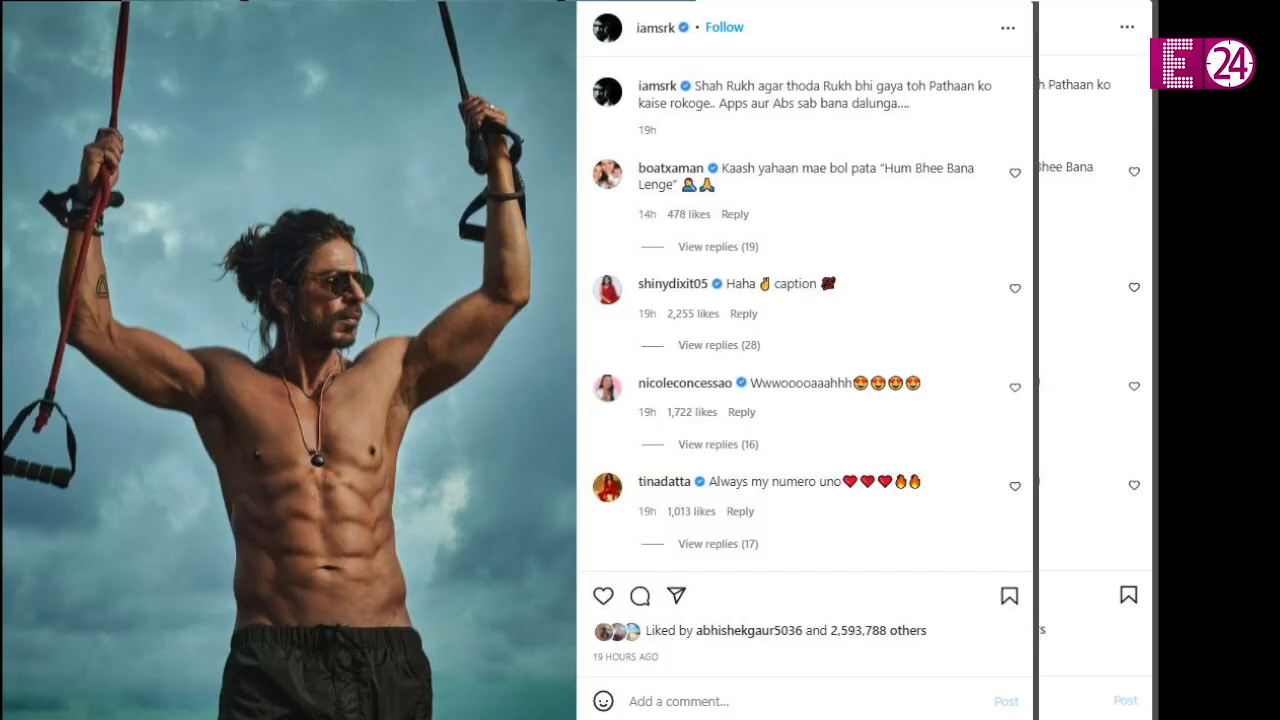 iamsrk • Follow
iamsrk Shah Rukh agar thoda Rukh bhi gaya toh Pathaan ko
kaise rokoge.. Apps aur Abs sab bana dalunga....
19h
boatxaman Kaash yahaan mae bol pata “Hum Bhee Bana
Lenge” 🤦‍♂️🙏
14h 478 likes Reply
View replies (19)
shinydixit05 Haha ✌️ caption 💯
19h 2,255 likes Reply
View replies (28)
nicoleconcessao Wwwooooaaahhh😍😍😍😍
19h 1,722 likes Reply
View replies (16)
tinadatta Always my numero uno❤️❤️❤️🔥🔥
19h 1,013 likes Reply
View replies (17)
Liked by abhishekgaur5036 and 2,593,788 others
19 HOURS AGO
Add a comment... Post
h Pathaan ko
Bhee Bana
rs
Post
E 24